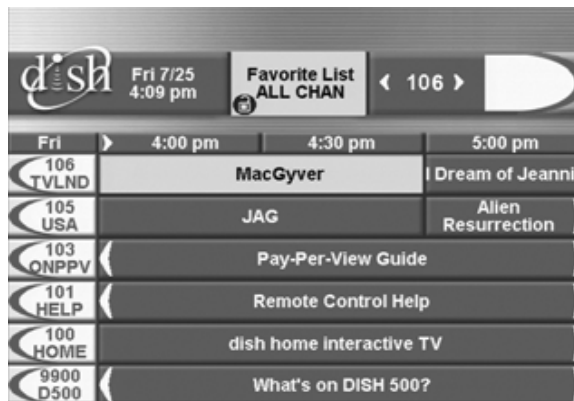 dish
Fri 7/25
4:09 pm
Favorite List
ALL CHAN
106
Fri 4:00 pm 4:30 pm 5:00 pm
106
TVLND
MacGyver
I Dream of Jeanni
105
USA
JAG
Alien
Resurrection
103
ONPPV
Pay-Per-View Guide
101
HELP
Remote Control Help
100
HOME
dish home interactive TV
9900
D500
What's on DISH 500?